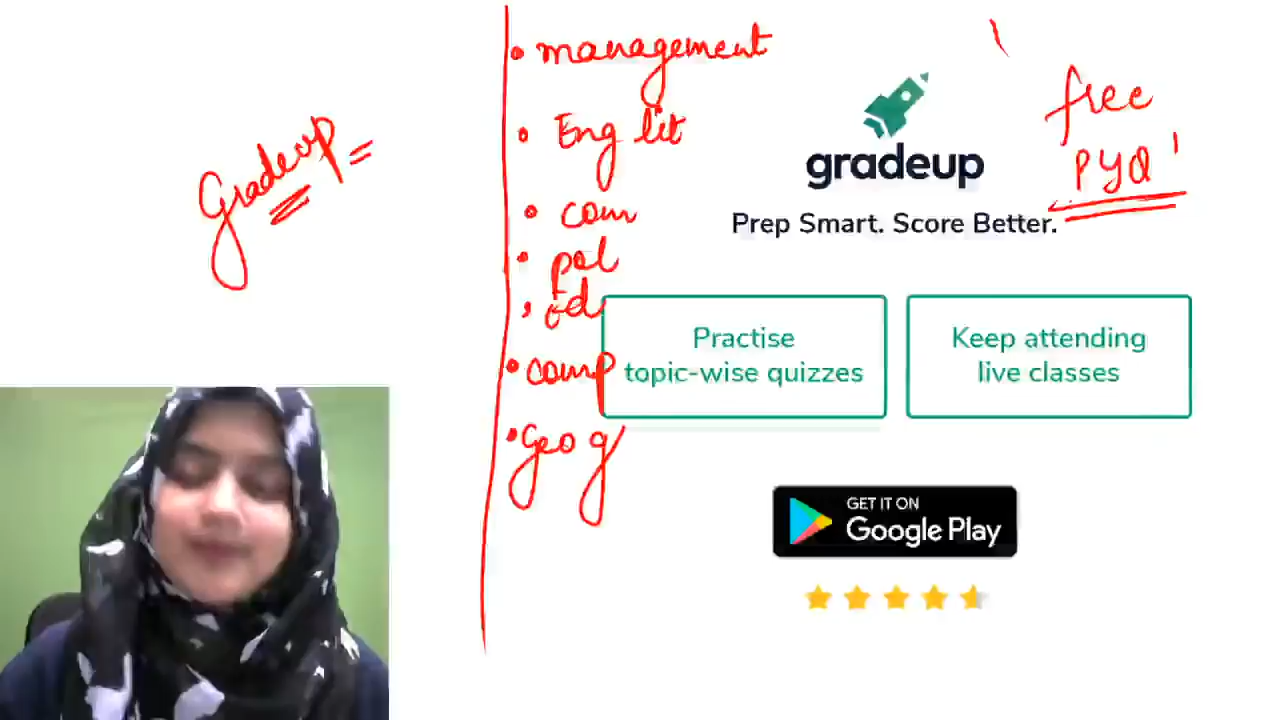 Gradeup
• management
• Eng lit
• com
• pol
• Ed
• comp
• Geog
free
PYQ'
gradeup
Prep Smart. Score Better.
Practise
topic-wise quizzes
Keep attending
live classes
GET IT ON
Google Play